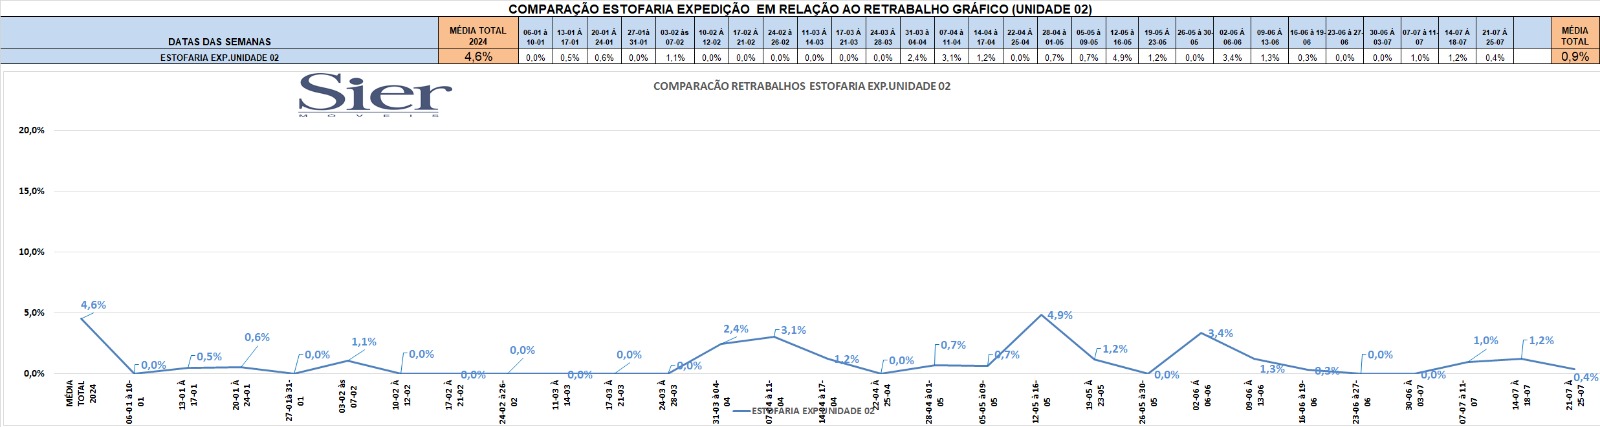 COMPARAÇÃO ESTOFARIA EXPEDIÇÃO  EM RELAÇÃO AO RETRABALHO GRÁFICO (UNIDADE 02)
DATAS DAS SEMANAS MÉDIA TOTAL 2024 06-01 à 10-01 13-01 À 17-01 20-01 À 24-01 27-01à 31-01 03-02 às 07-02 10-02 À 12-02 17-02 À 21-02 24-02 à 26-02 11-03 À 14-03 17-03 À 21-03 24-03 À 28-03 31-03 à 04-04 07-04 à 11-04 14-04 à 17-04 22-04 À 25-04 28-04 à 01-05 05-05 à 09-05 12-05 à 16-05 19-05 À 23-05 26-05 à 30-05 02-06 À 06-06 09-06 À 13-06 16-06 à 19-06 23-06 à 27-06 30-06 À 03-07 07-07 à 11-07 14-07 À 18-07 21-07 À 25-07 MÉDIA TOTAL
ESTOFARIA EXP.UNIDADE 02 4,6% 0,0% 0,5% 0,6% 0,0% 1,1% 0,0% 0,0% 0,0% 0,0% 0,0% 0,0% 2,4% 3,1% 1,2% 0,0% 0,7% 0,7% 4,9% 1,2% 0,0% 3,4% 1,3% 0,3% 0,0% 0,0% 1,0% 1,2% 0,4% 0,9%
Sier
MÓVEIS
COMPARACÃO RETRABALHOS  ESTOFARIA EXP.UNIDADE 02
20,0%
15,0%
10,0%
5,0%
0,0%
4,6% 0,0% 0,5% 0,6% 0,0% 1,1% 0,0% 0,0% 0,0% 0,0% 0,0% 0,0% 2,4% 3,1% 1,2% 0,0% 0,7% 0,7% 4,9% 1,2% 0,0% 3,4% 1,3% 0,3% 0,0% 0,0% 1,0% 1,2% 0,4%
MÉDIA TOTAL 2024
06-01 à 10-01
13-01 À 17-01
20-01 À 24-01
27-01à 31-01
03-02 às 07-02
10-02 À 12-02
17-02 À 21-02
24-02 à 26-02
11-03 À 14-03
17-03 À 21-03
24-03 À 28-03
31-03 à 04-04
07-04 à 11-04
14-04 à 17-04
22-04 À 25-04
28-04 à 01-05
05-05 à 09-05
12-05 à 16-05
19-05 À 23-05
26-05 à 30-05
02-06 À 06-06
09-06 À 13-06
16-06 à 19-06
23-06 à 27-06
30-06 À 03-07
07-07 à 11-07
14-07 À 18-07
21-07 À 25-07
ESTOFARIA EXP.UNIDADE 02